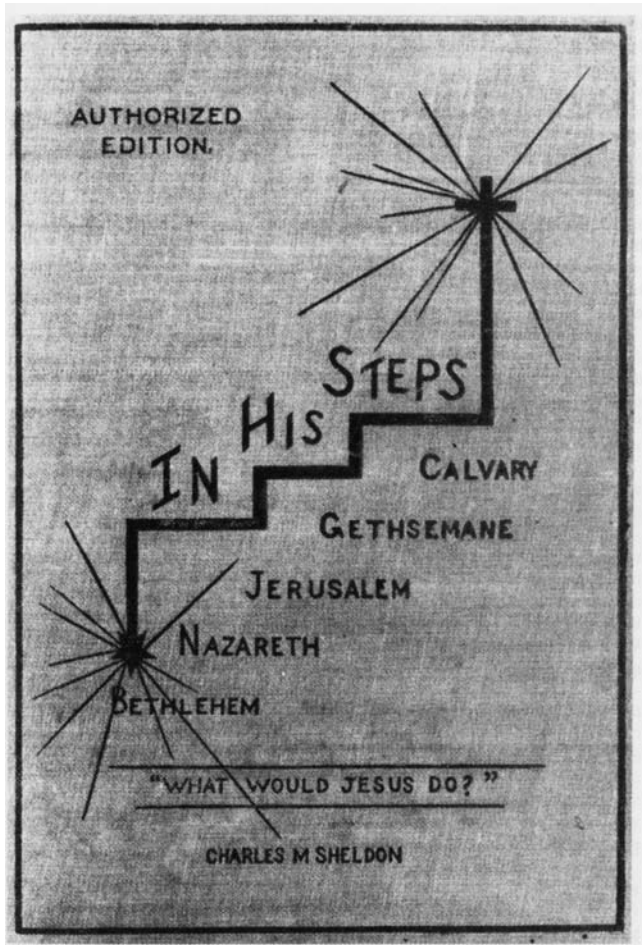 AUTHORIZED
EDITION.
IN HIS STEPS
CALVARY
GETHSEMANE
JERUSALEM
NAZARETH
BETHLEHEM
"WHAT WOULD JESUS DO?"
CHARLES M SHELDON